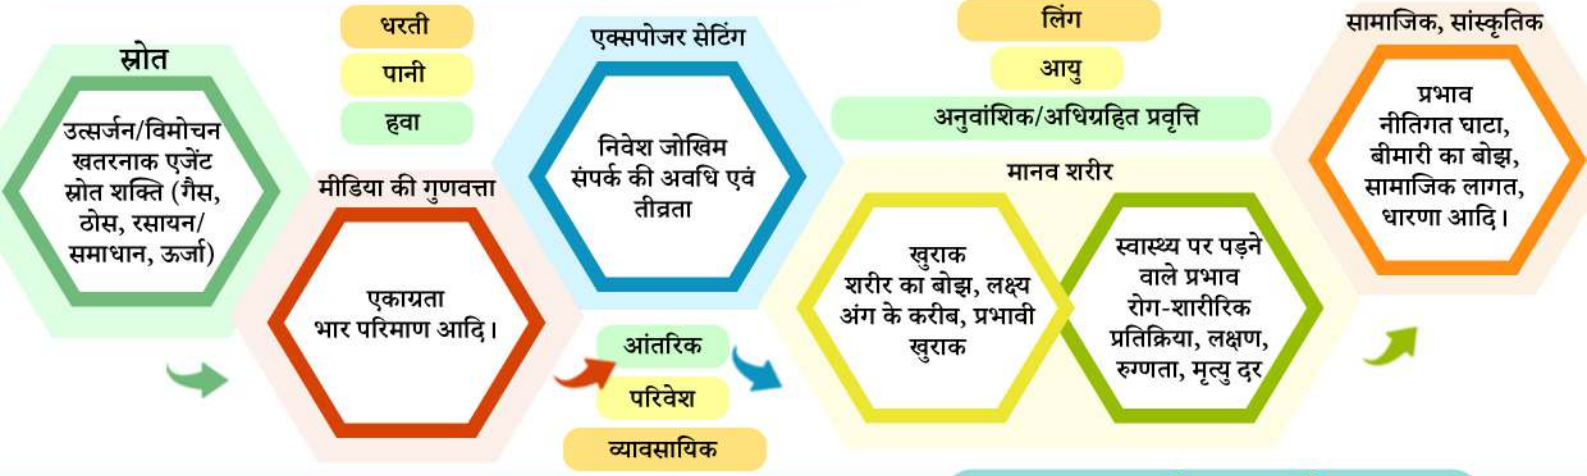 स्रोत
उत्सर्जन/विमोचन
खतरनाक एजेंट
स्रोत शक्ति (गैस,
ठोस, रसायन/
समाधान, ऊर्जा)
धरती
पानी
हवा
मीडिया की गुणवत्ता
एकाग्रता
भार परिमाण आदि।
एक्सपोजर सेटिंग
निवेश जोखिम
संपर्क की अवधि एवं
तीव्रता
आंतरिक
परिवेश
व्यावसायिक
लिंग
आयु
अनुवांशिक/अधिग्रहित प्रवृत्ति
मानव शरीर
खुराक
शरीर का बोझ, लक्ष्य
अंग के करीब, प्रभावी
खुराक
स्वास्थ्य पर पड़ने
वाले प्रभाव
रोग-शारीरिक
प्रतिक्रिया, लक्षण,
रुग्णता, मृत्यु दर
सामाजिक, सांस्कृतिक
प्रभाव
नीतिगत घाटा,
बीमारी का बोझ,
सामाजिक लागत,
धारणा आदि।